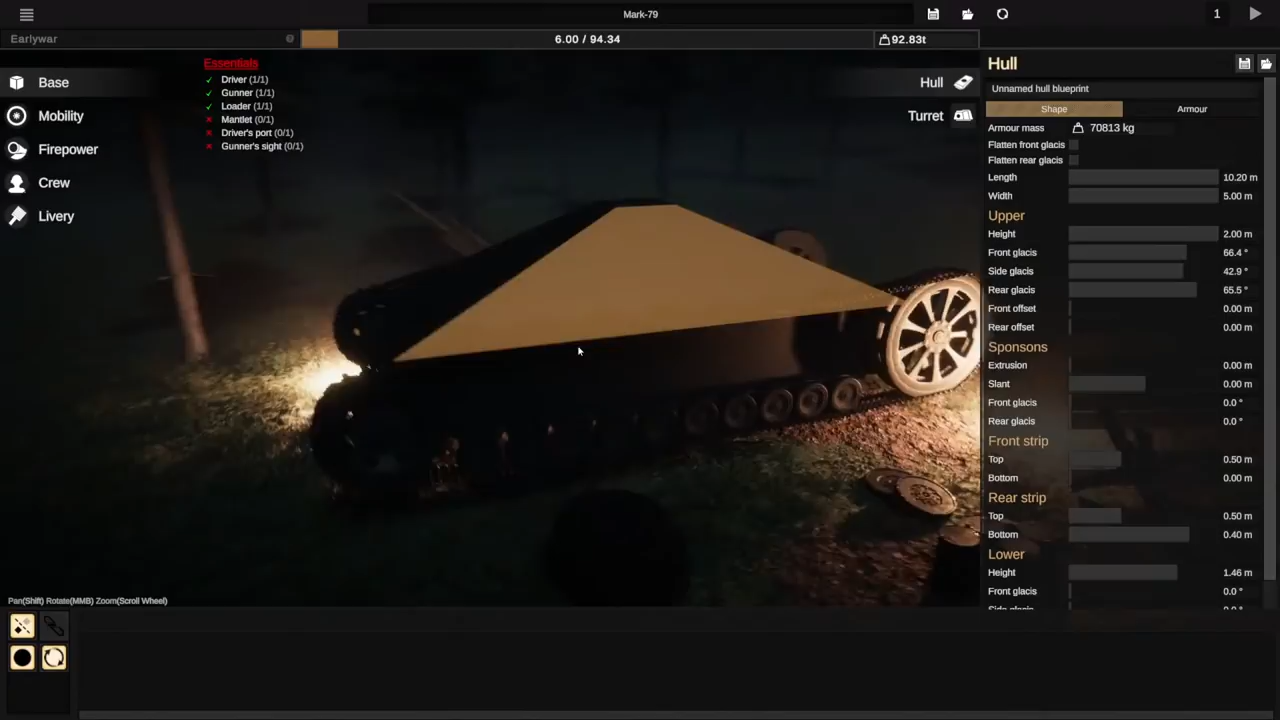 Mark-79
1
Earlywar
6.00 / 94.34
92.83t
Essentials
Driver (1/1)
Gunner (1/1)
Loader (1/1)
Mantlet (0/1)
Driver's port (0/1)
Gunner's sight (0/1)
Base
Mobility
Firepower
Crew
Livery
Hull
Turret
Hull
Unnamed hull blueprint
Shape Armour
Armour mass 70813 kg
Flatten front glacis
Flatten rear glacis
Length 10.20 m
Width 5.00 m
Upper
Height 2.00 m
Front glacis 66.4 °
Side glacis 42.9 °
Rear glacis 65.5 °
Front offset 0.00 m
Rear offset 0.00 m
Sponsons
Extrusion 0.00 m
Slant 0.00 m
Front glacis 0.0 °
Rear glacis 0.0 °
Front strip
Top 0.50 m
Bottom 0.00 m
Rear strip
Top 0.50 m
Bottom 0.40 m
Lower
Height 1.46 m
Front glacis 0.0 °
Side glacis 0.0 °
Pan(Shift) Rotate(MMB) Zoom(Scroll Wheel)